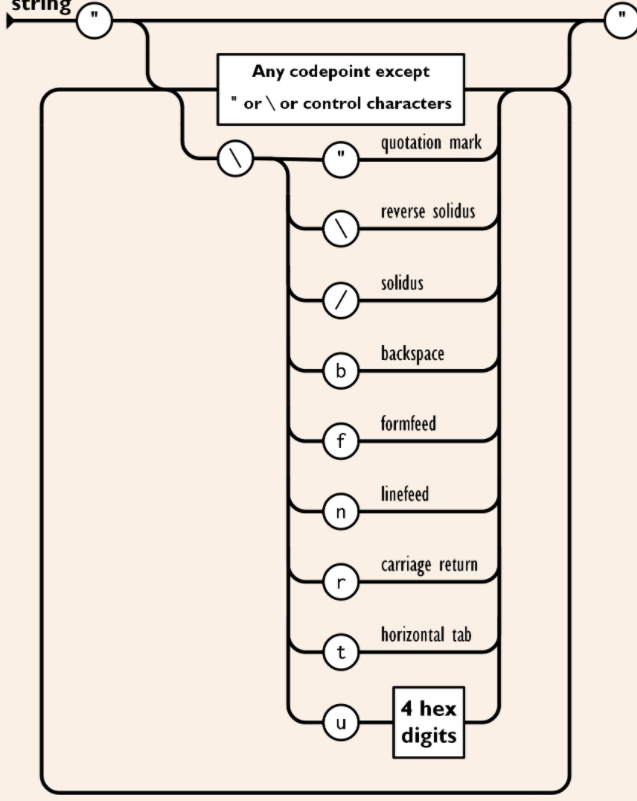 string
" "
Any codepoint except
" or \ or control characters
\ " quotation mark
\ reverse solidus
/ solidus
b backspace
f formfeed
n linefeed
r carriage return
t horizontal tab
u 4 hex
digits